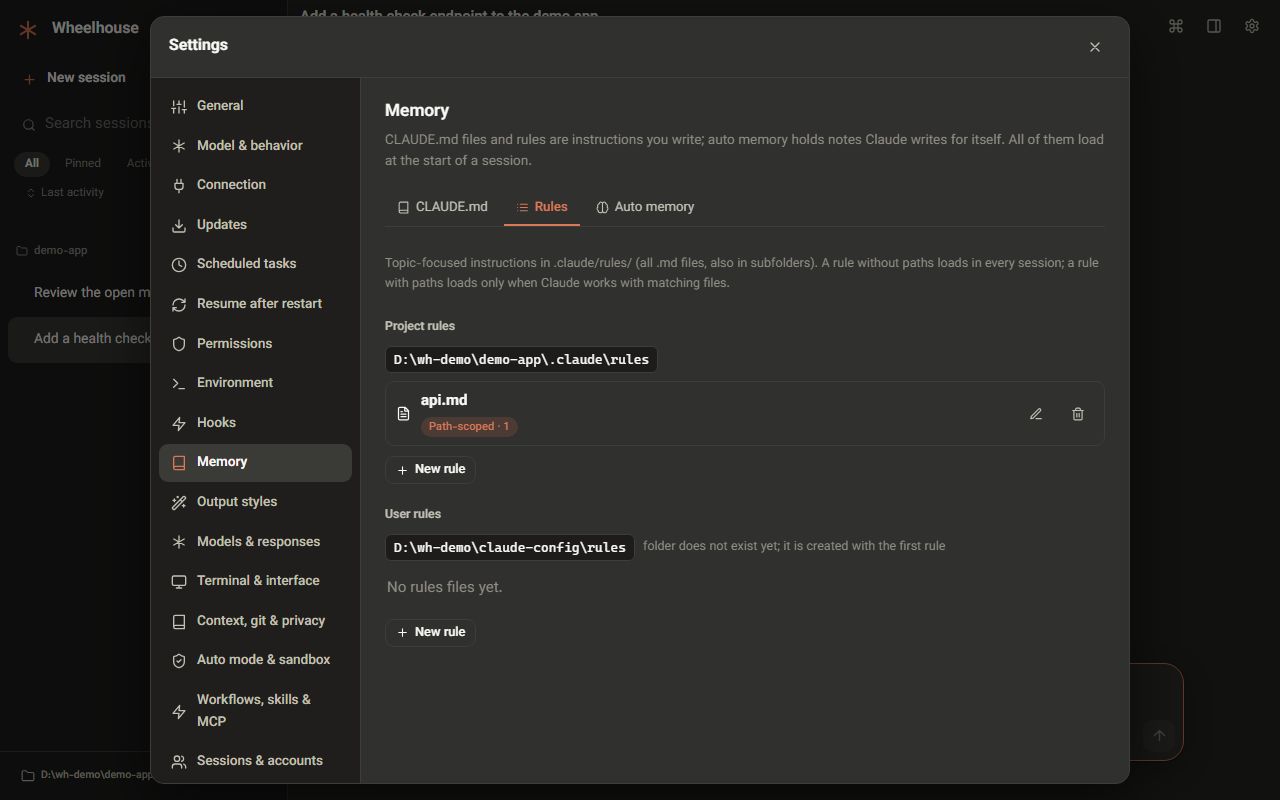 Wheelhouse
New session
Search sessions
All
Pinned
Activ
Last activity
demo-app
Review the open m
Add a health check
D:\wh-demo\demo-app
Add a health check endpoint to the demo app
Settings
General
Model & behavior
Connection
Updates
Scheduled tasks
Resume after restart
Permissions
Environment
Hooks
Memory
Output styles
Models & responses
Terminal & interface
Context, git & privacy
Auto mode & sandbox
Workflows, skills &
MCP
Sessions & accounts
Memory
CLAUDE.md files and rules are instructions you write; auto memory holds notes Claude writes for itself. All of them load
at the start of a session.
CLAUDE.md
Rules
Auto memory
Topic-focused instructions in .claude/rules/ (all .md files, also in subfolders). A rule without paths loads in every session; a rule
with paths loads only when Claude works with matching files.
Project rules
D:\wh-demo\demo-app\.claude\rules
api.md
Path-scoped · 1
New rule
User rules
D:\wh-demo\claude-config\rules folder does not exist yet; it is created with the first rule
No rules files yet.
New rule